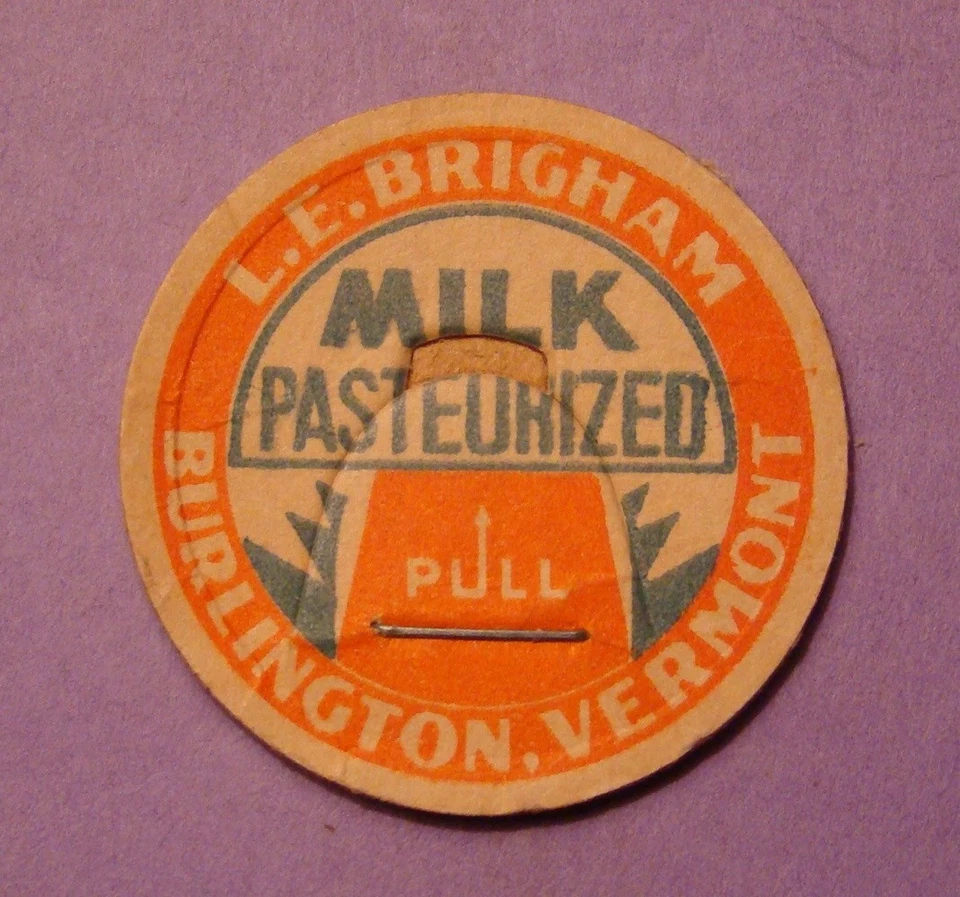 L.E. BRIGHAM
MILK
PASTEURIZED
PULL
BURLINGTON, VERMONT